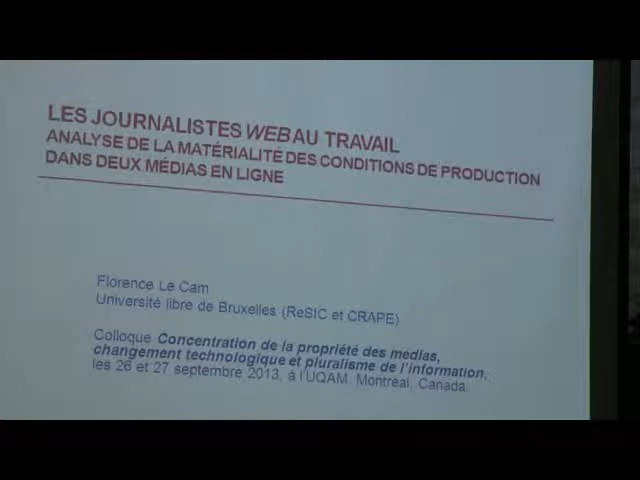 LES JOURNALISTES WEB AU TRAVAIL
ANALYSE DE LA MATÉRIALITÉ DES CONDITIONS DE PRODUCTION
DANS DEUX MÉDIAS EN LIGNE
Florence Le Cam
Université libre de Bruxelles (ReSIC et CRAPE)
Colloque Concentration de la propriété des médias,
changement technologique et pluralisme de l'information,
les 26 et 27 septembre 2013, à l'UQAM, Montréal, Canada.